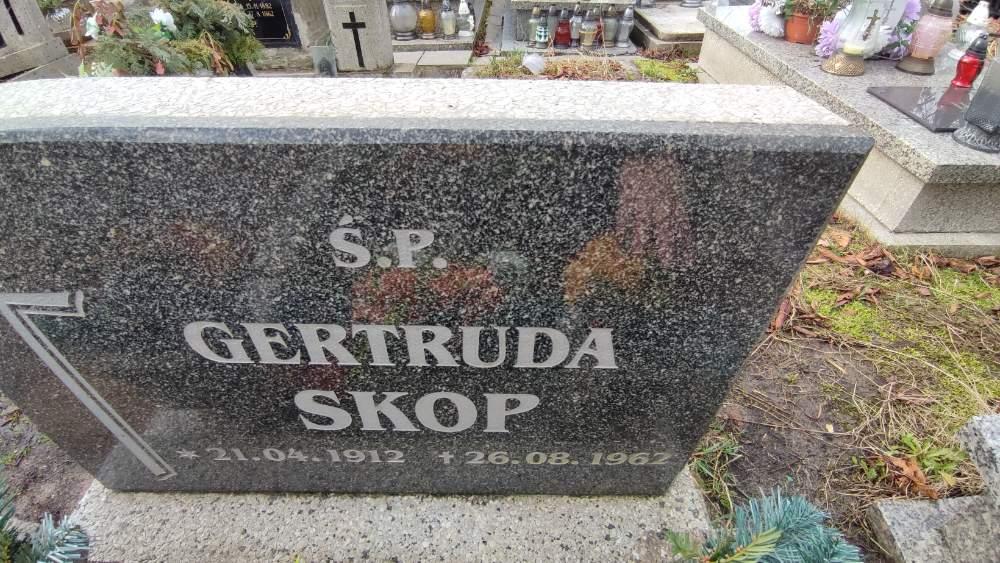 Ś.P.
GERTRUDA
SKOP
* 21.04.1912 † 26.08.1962